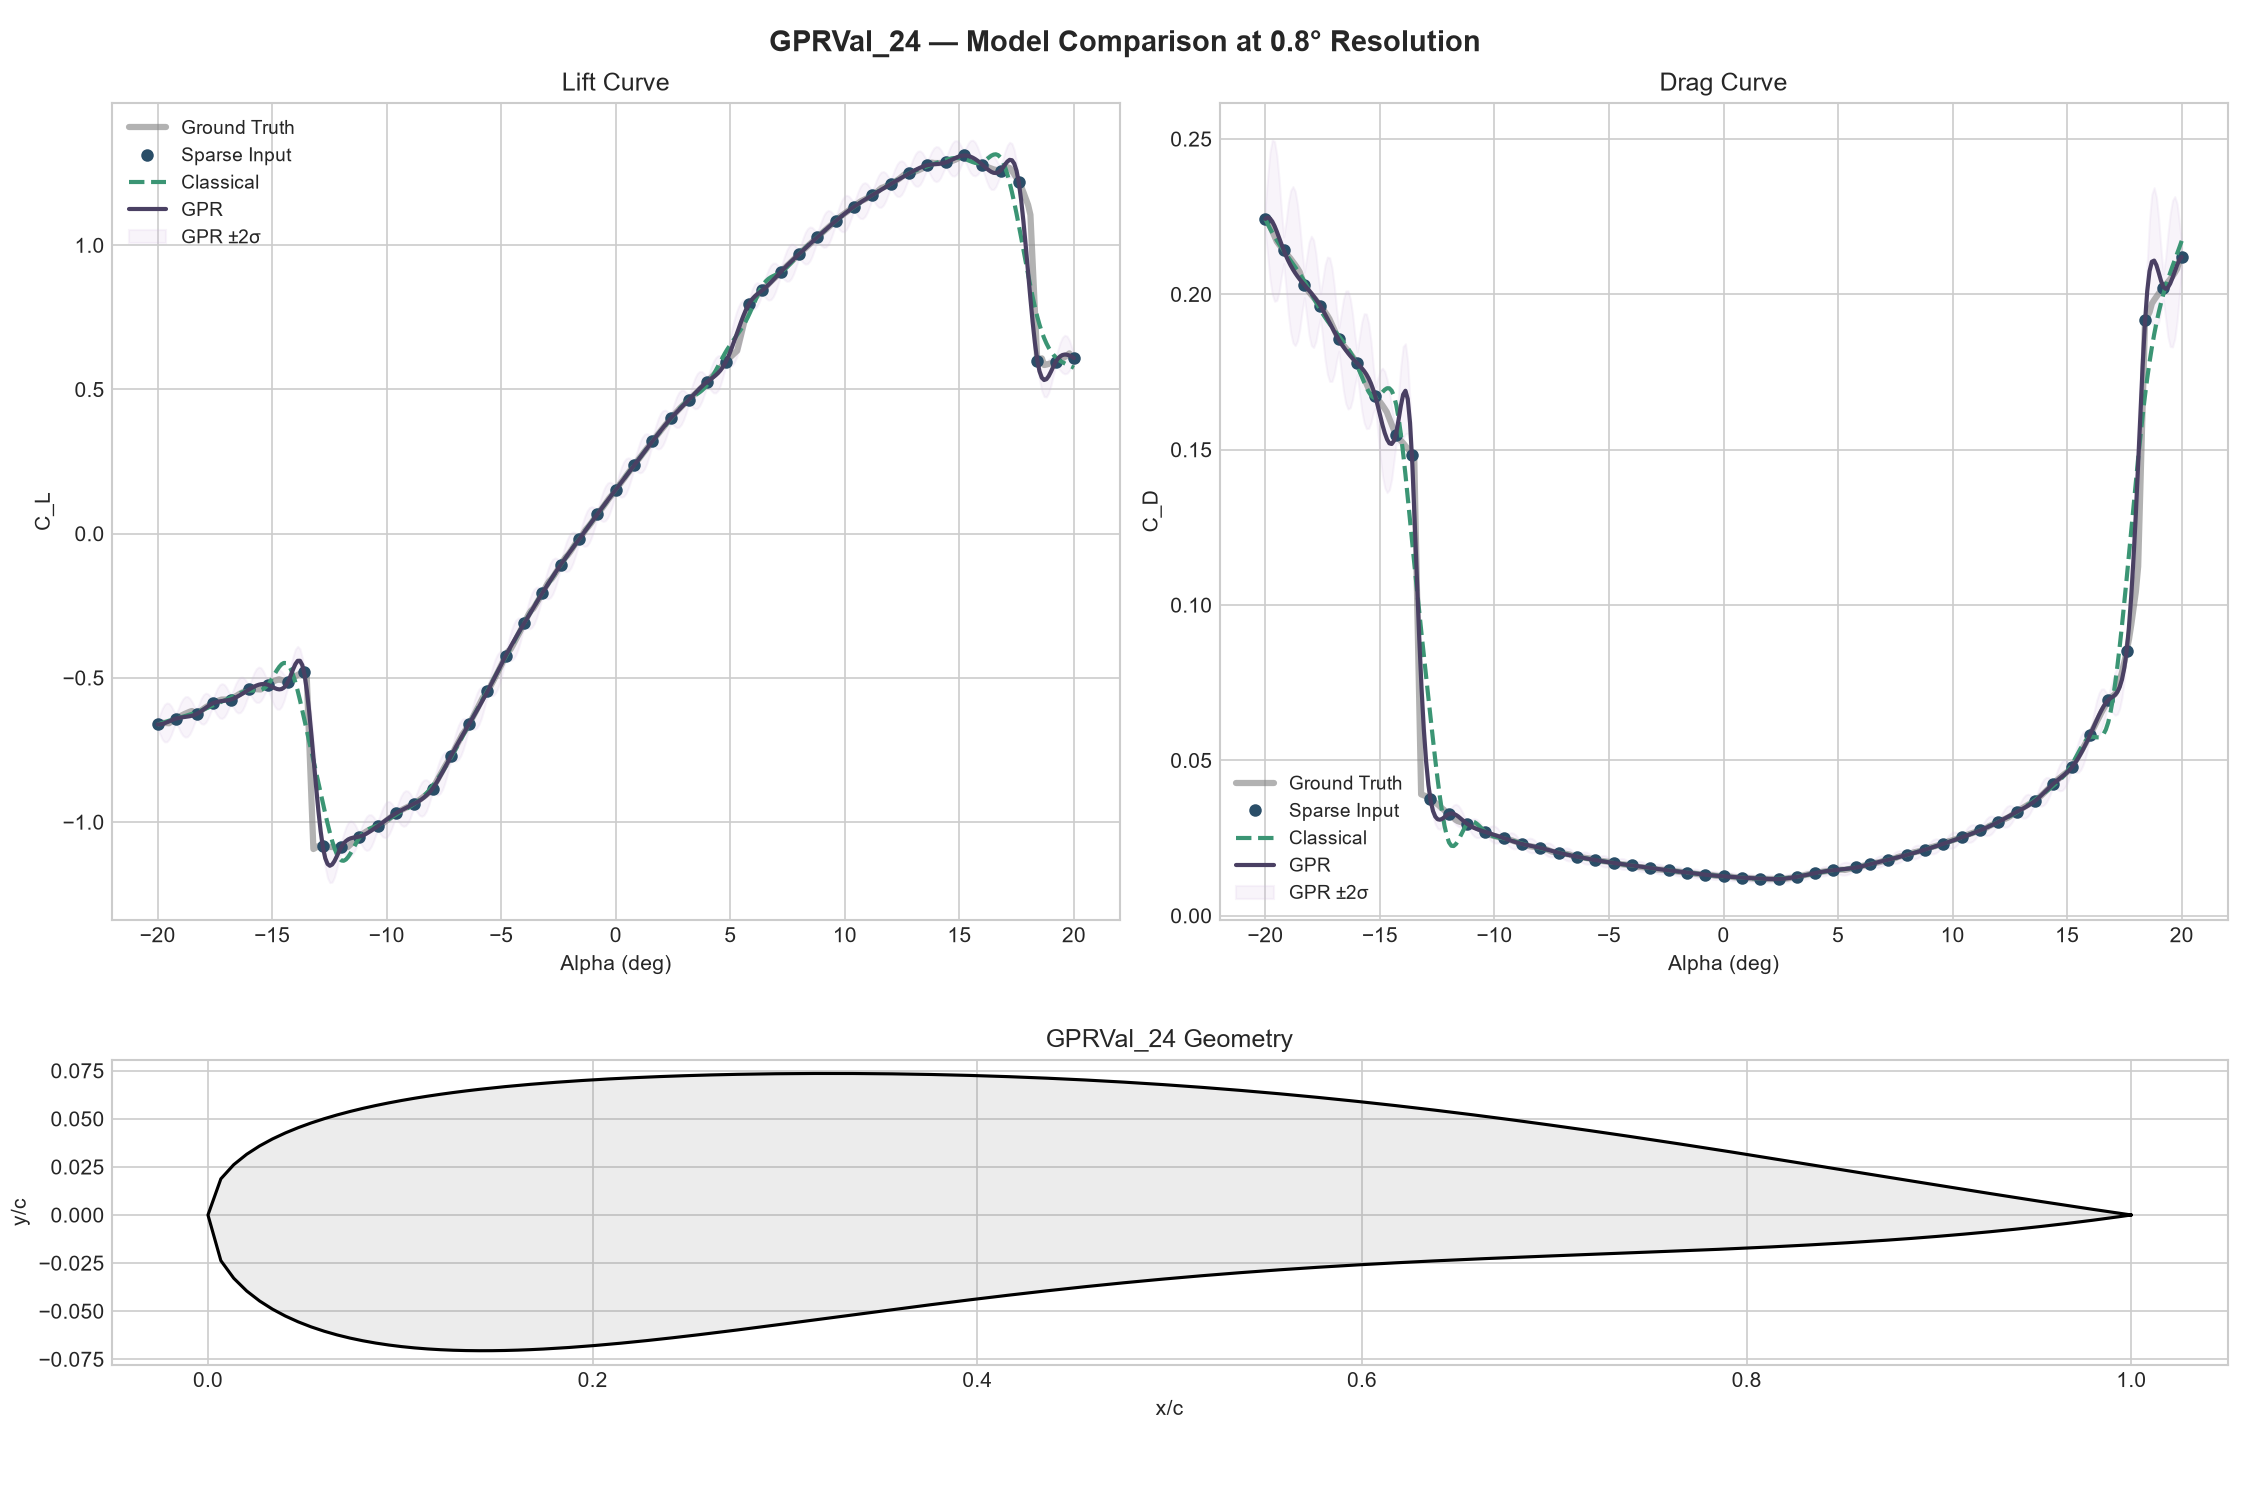 GPRVal_24 — Model Comparison at 0.8° Resolution
Lift Curve
Ground Truth
Sparse Input
Classical
GPR
GPR ±2σ
C_L
1.0
0.5
0.0
−0.5
−1.0
−20 −15 −10 −5 0 5 10 15 20
Alpha (deg)
Drag Curve
C_D
0.25
0.20
0.15
0.10
0.05
0.00
Ground Truth
Sparse Input
Classical
GPR
GPR ±2σ
−20 −15 −10 −5 0 5 10 15 20
Alpha (deg)
GPRVal_24 Geometry
y/c
0.075
0.050
0.025
0.000
−0.025
−0.050
−0.075
0.0 0.2 0.4 0.6 0.8 1.0
x/c